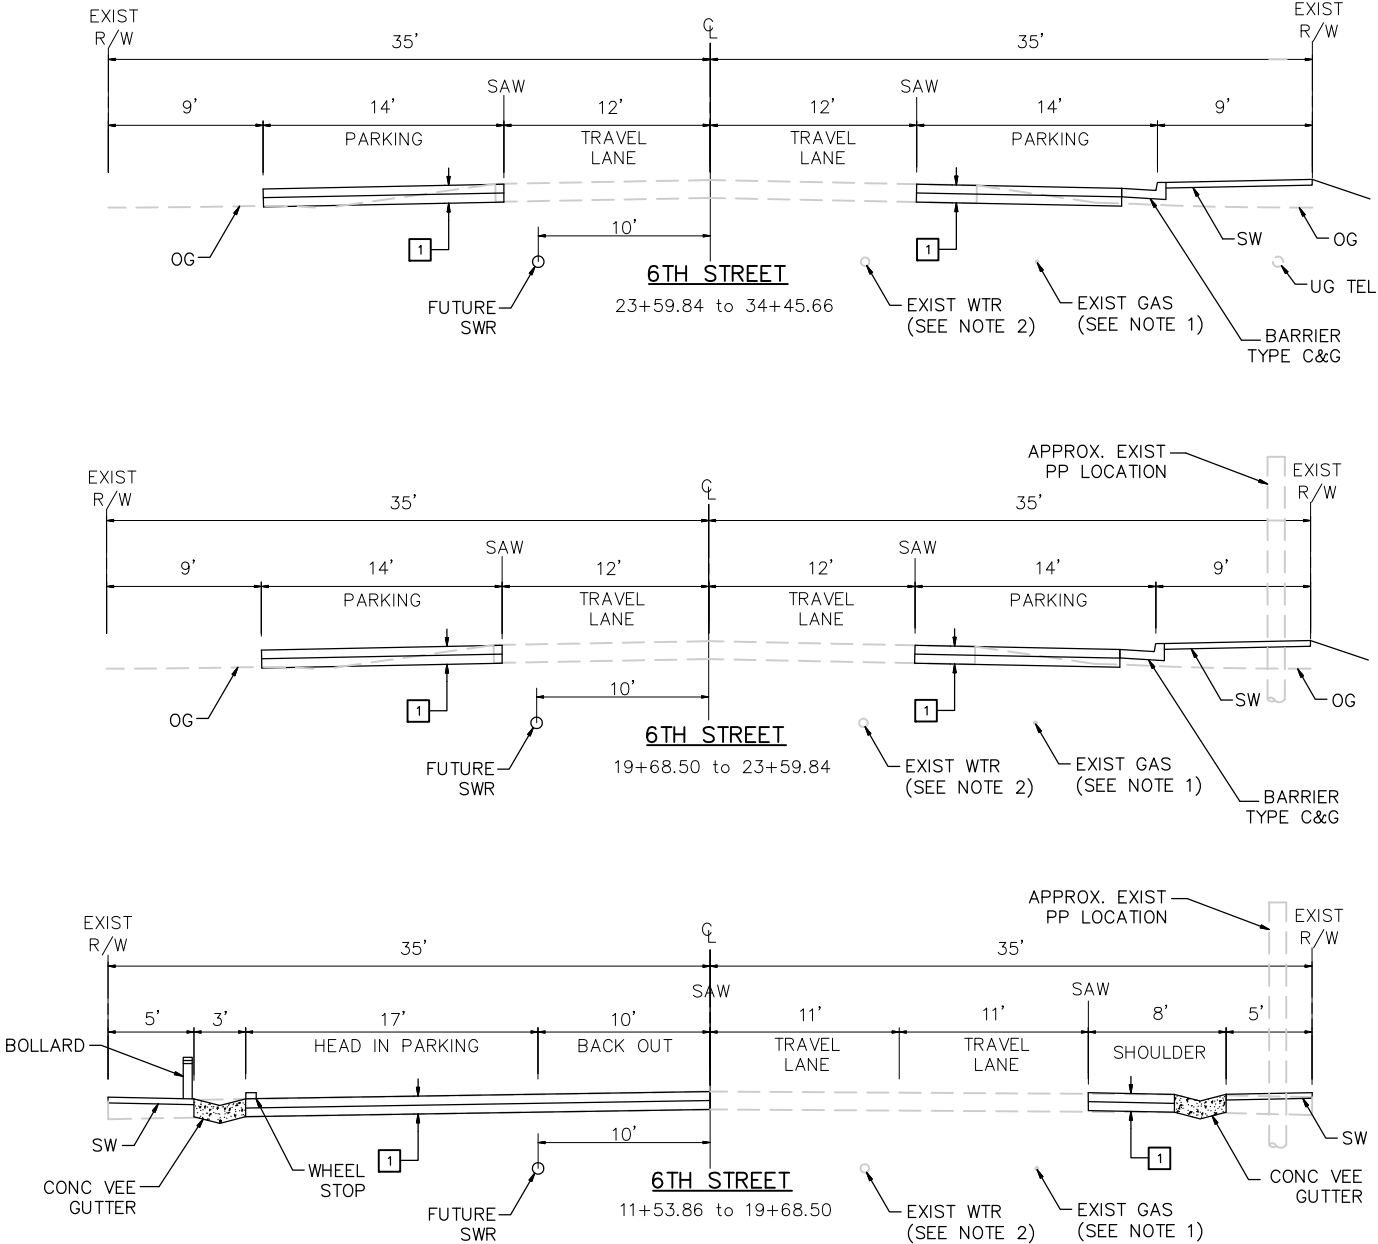 EXIST
R/W
35'
℄
35'
EXIST
R/W
9'
14'
SAW
12'
12'
SAW
14'
9'
PARKING
TRAVEL
LANE
TRAVEL
LANE
PARKING
OG
1
10'
1
SW
OG
FUTURE
SWR
6TH STREET
23+59.84 to 34+45.66
EXIST WTR
(SEE NOTE 2)
EXIST GAS
(SEE NOTE 1)
UG TEL
BARRIER
TYPE C&G
APPROX. EXIST
PP LOCATION
EXIST
R/W
35'
℄
35'
EXIST
R/W
9'
14'
SAW
12'
12'
SAW
14'
9'
PARKING
TRAVEL
LANE
TRAVEL
LANE
PARKING
OG
1
10'
1
SW
OG
FUTURE
SWR
6TH STREET
19+68.50 to 23+59.84
EXIST WTR
(SEE NOTE 2)
EXIST GAS
(SEE NOTE 1)
BARRIER
TYPE C&G
APPROX. EXIST
PP LOCATION
EXIST
R/W
35'
℄
35'
EXIST
R/W
SAW
SAW
5'
3'
17'
10'
11'
11'
8'
5'
BOLLARD
HEAD IN PARKING
BACK OUT
TRAVEL
LANE
TRAVEL
LANE
SHOULDER
SW
1
10'
1
SW
CONC VEE
GUTTER
WHEEL
STOP
FUTURE
SWR
6TH STREET
11+53.86 to 19+68.50
EXIST WTR
(SEE NOTE 2)
EXIST GAS
(SEE NOTE 1)
CONC VEE
GUTTER